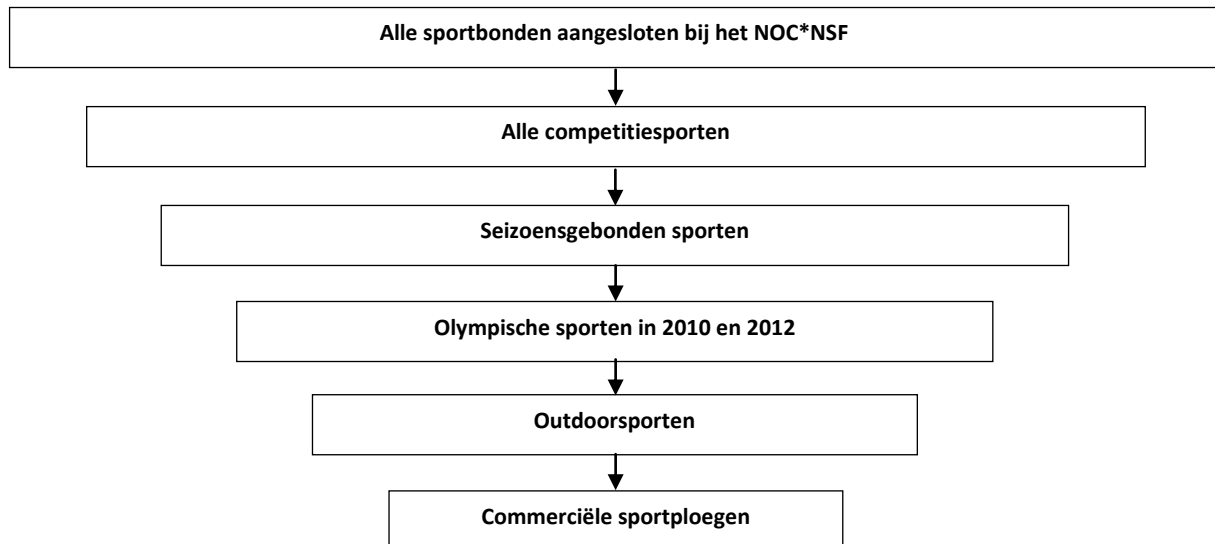 Alle sportbonden aangesloten bij het NOC*NSF
Alle competitiesporten
Seizoensgebonden sporten
Olympische sporten in 2010 en 2012
Outdoorsporten
Commerciële sportploegen